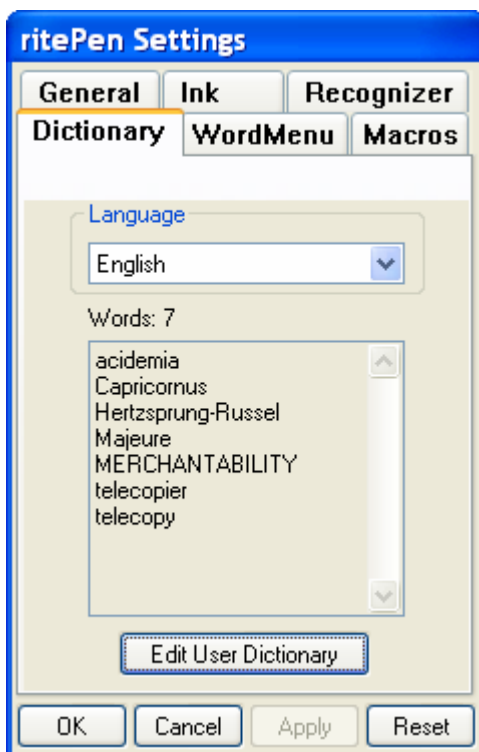 ritePen Settings
General Ink Recognizer
Dictionary WordMenu Macros
Language
English
Words: 7
acidemia
Capricornus
Hertzsprung-Russel
Majeure
MERCHANTABILITY
telecopier
telecopy
Edit User Dictionary
OK Cancel Apply Reset